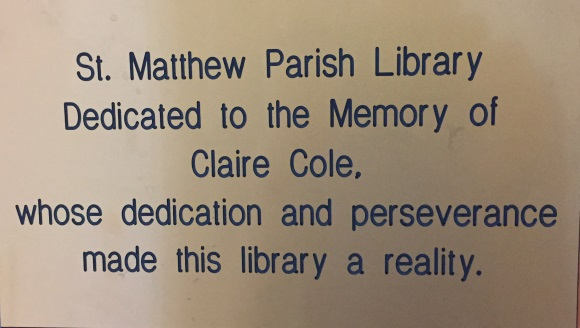 St. Matthew Parish Library
Dedicated to the Memory of
Claire Cole,
whose dedication and perseverance
made this library a reality.